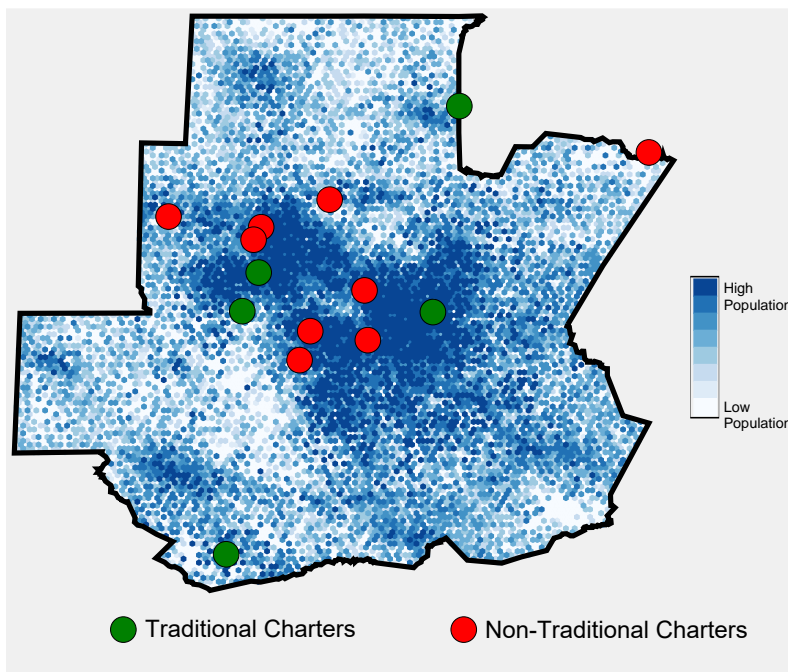 High
Population
Low
Population
Traditional Charters
Non-Traditional Charters